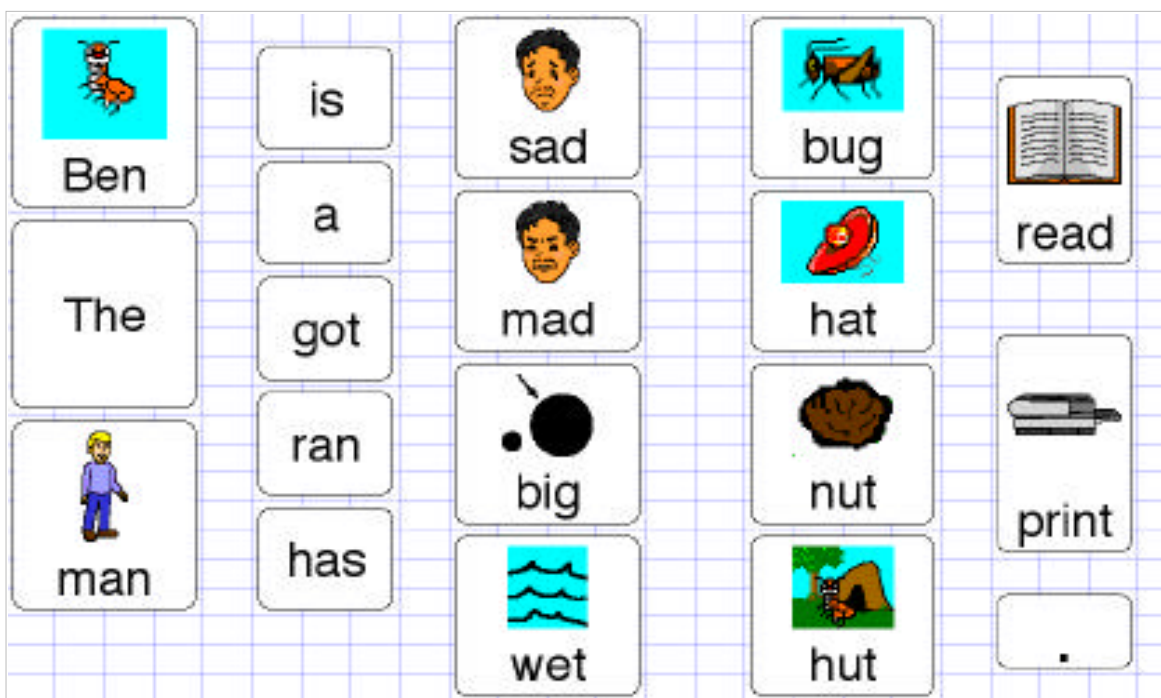 Ben
The
man
is
a
got
ran
has
sad
mad
big
wet
bug
hat
nut
hut
read
print
.